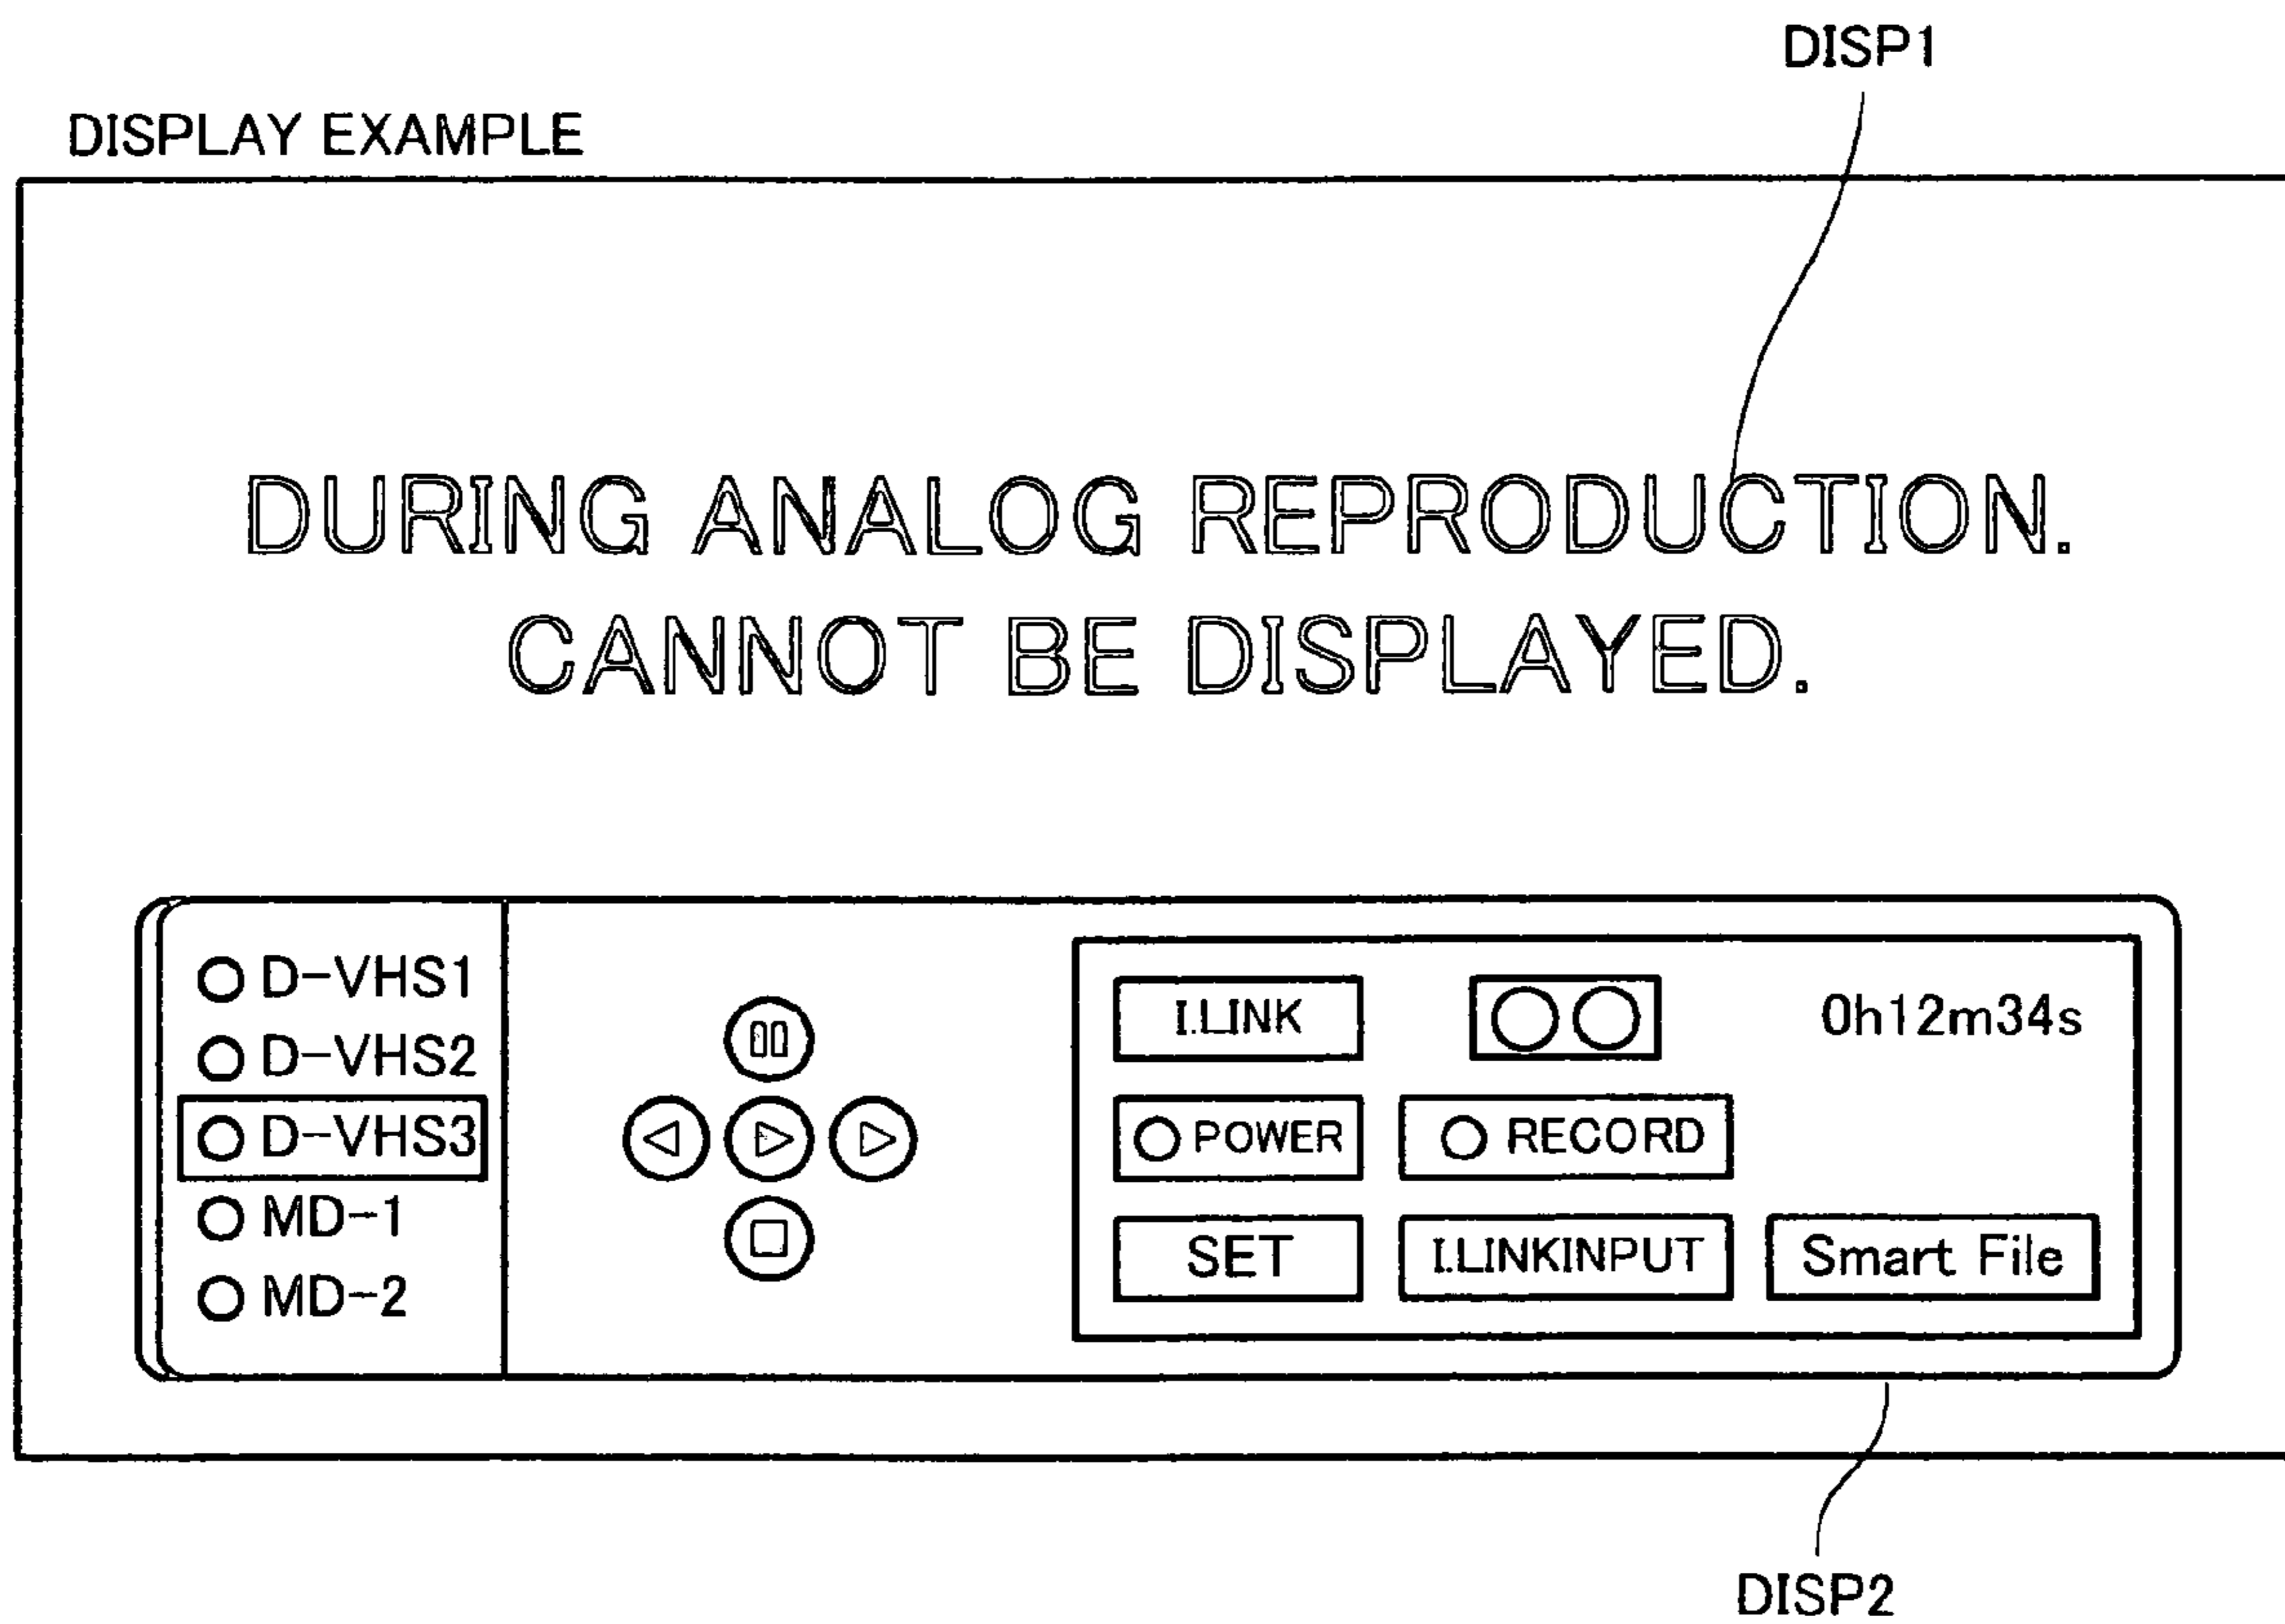 DISP1
DISPLAY EXAMPLE
DURING ANALOG REPRODUCTION.
CANNOT BE DISPLAYED.
D-VHS1
D-VHS2
D-VHS3
MD-1
MD-2
I.LINK
0h12m34s
POWER
RECORD
SET
I.LINKINPUT
Smart File
DISP2